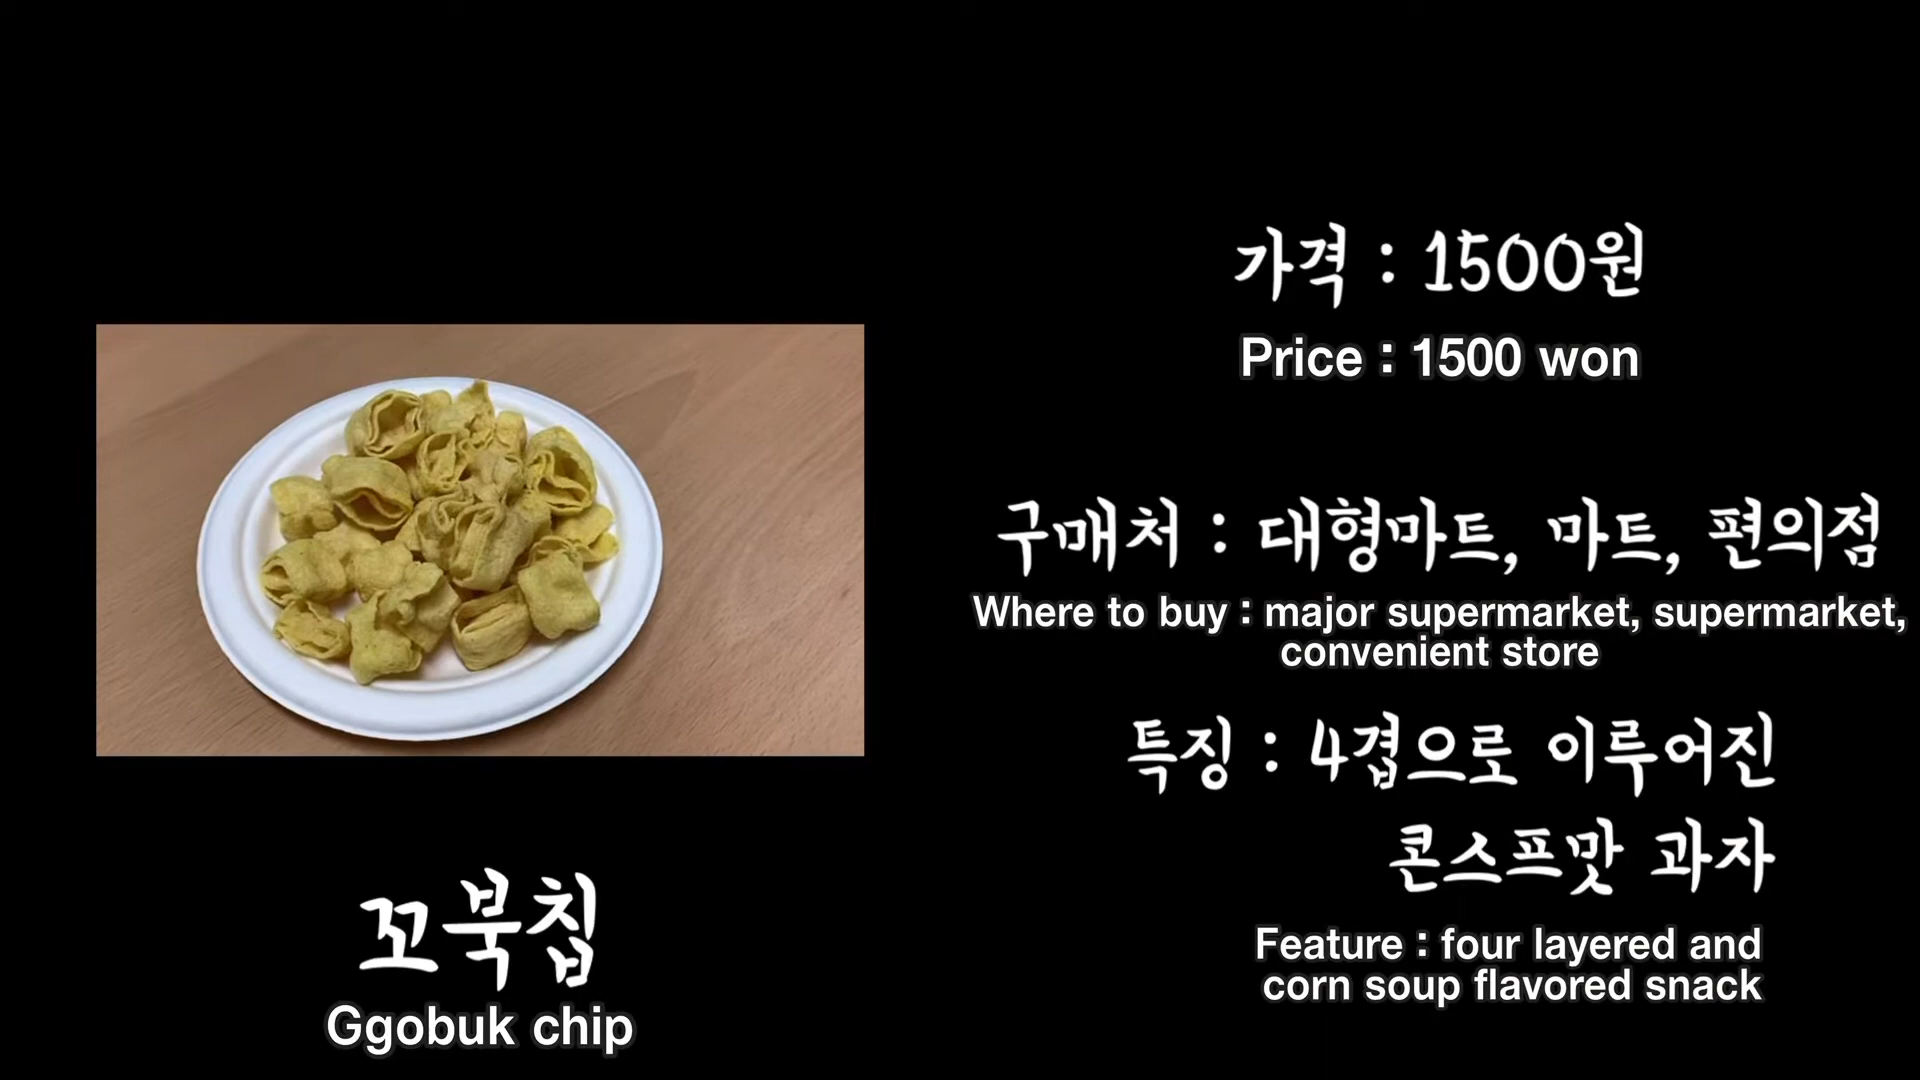 꼬북칩
Ggobuk chip
가격 : 1500원
Price : 1500 won
구매처 : 대형마트, 마트, 편의점
Where to buy : major supermarket, supermarket,
convenient store
특징 : 4겹으로 이루어진
콘스프맛 과자
Feature : four layered and
corn soup flavored snack